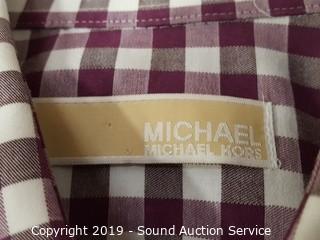 MICHAEL
MICHAEL KORS
Copyright 2019 - Sound Auction Service